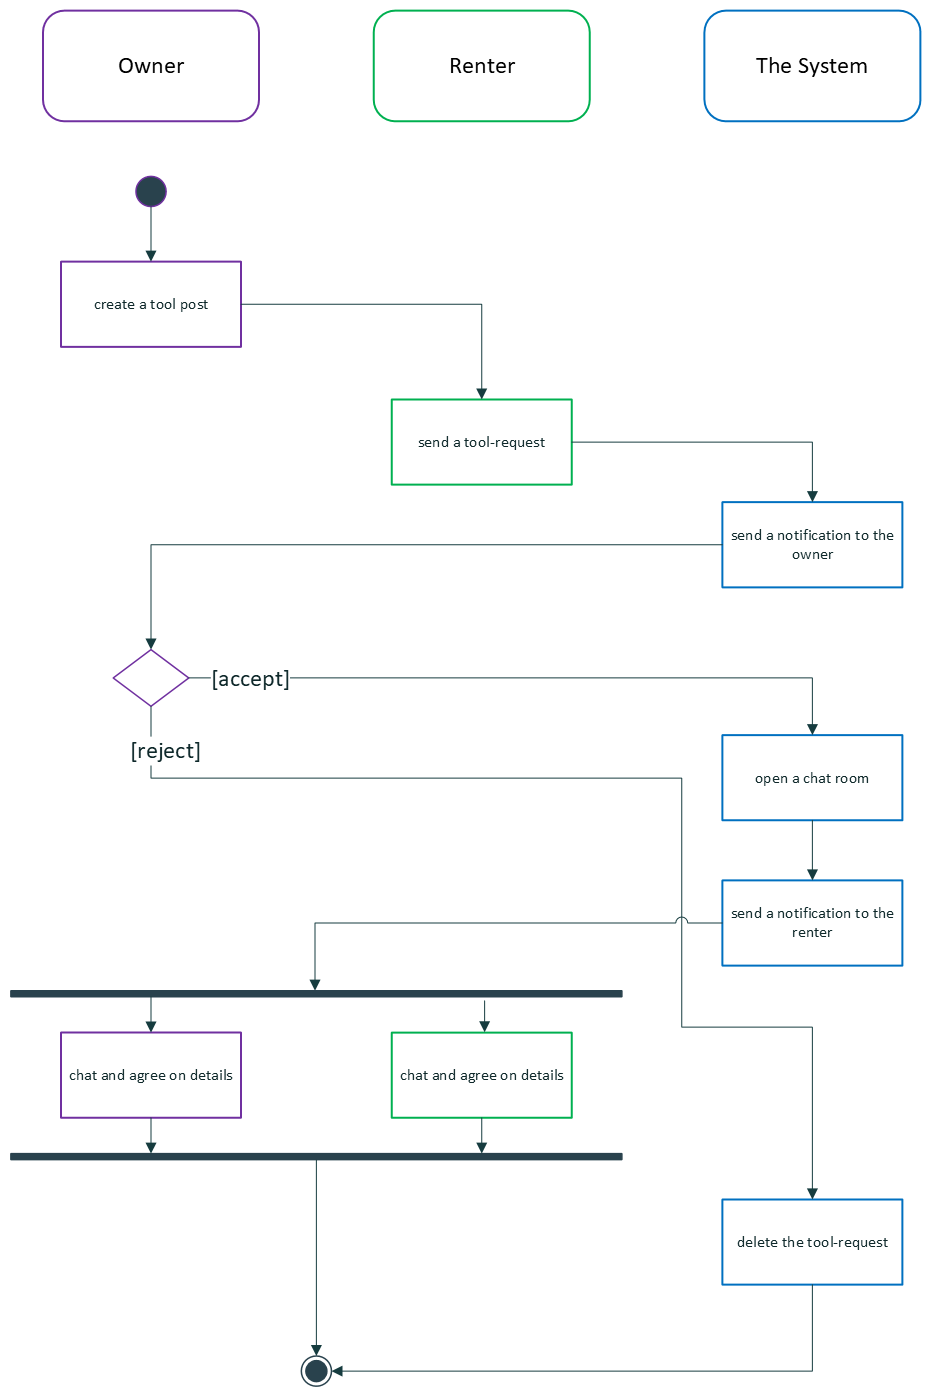 Owner
Renter
The System
create a tool post
send a tool-request
send a notification to the
owner
[accept]
[reject]
open a chat room
send a notification to the
renter
chat and agree on details
chat and agree on details
delete the tool-request